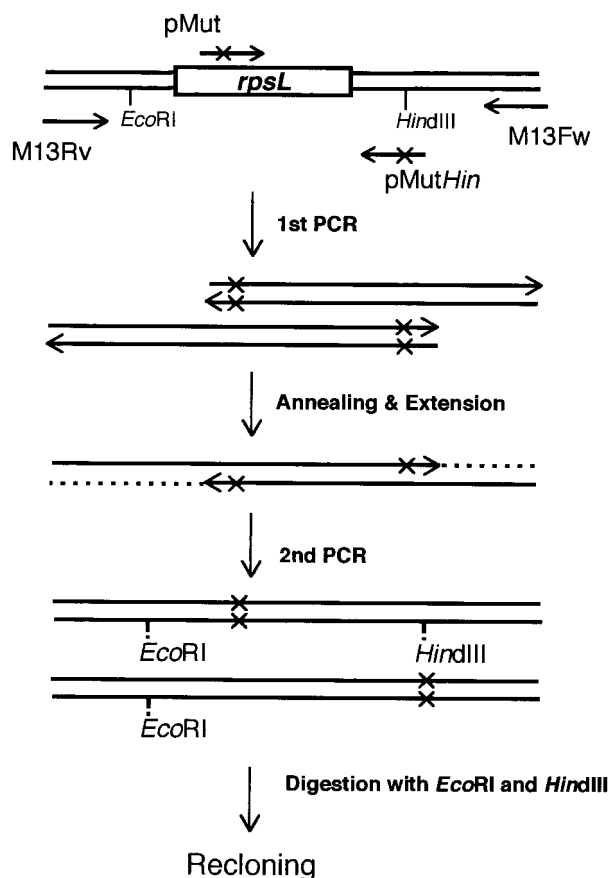 pMut
rpsL
EcoRI
HindIII
M13Rv
M13Fw
pMutHin
1st PCR
Annealing & Extension
2nd PCR
EcoRI
HindIII
EcoRI
Digestion with EcoRI and HindIII
Recloning